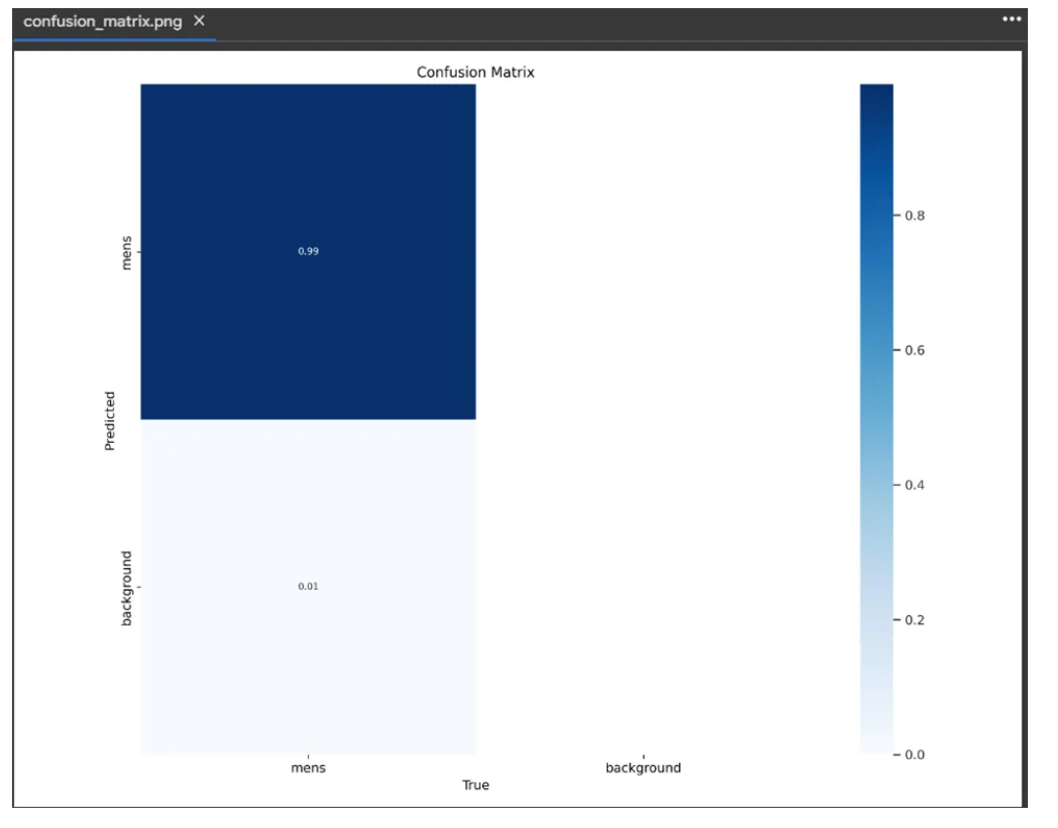 confusion_matrix.png ×
Confusion Matrix
mens
0.99
Predicted
background
0.01
mens
background
True
0.8
0.6
0.4
0.2
0.0